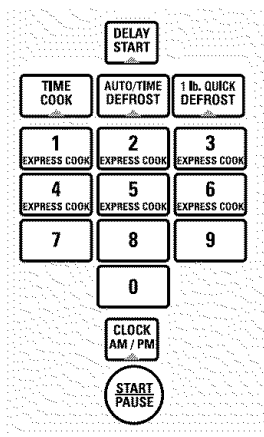 DELAY
START
TIME
COOK
AUTO/TIME
DEFROST
1 lb. QUICK
DEFROST
1
EXPRESS COOK
2
EXPRESS COOK
3
EXPRESS COOK
4
EXPRESS COOK
5
EXPRESS COOK
6
EXPRESS COOK
7
8
9
0
CLOCK
AM / PM
START
PAUSE